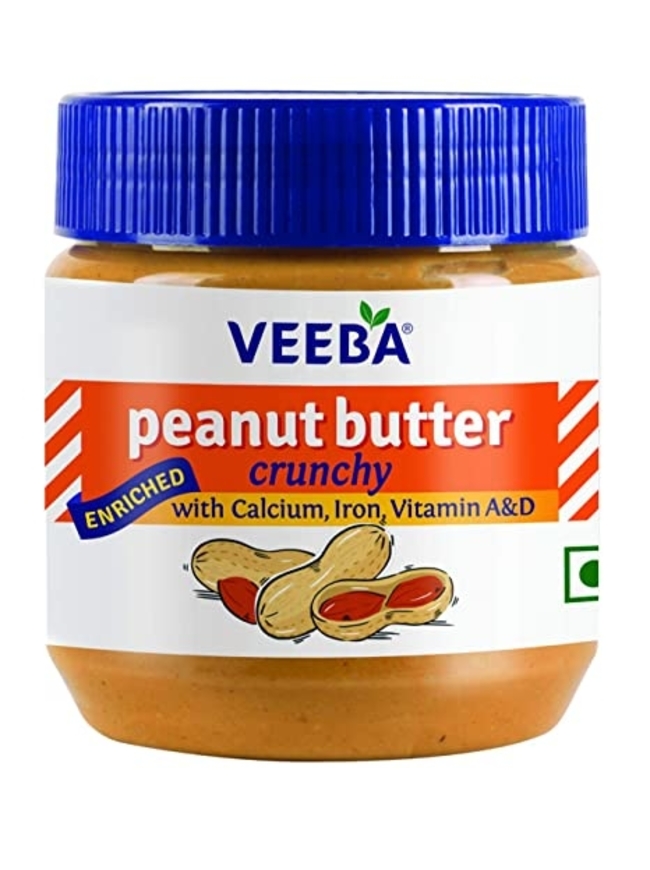 VEEBA®
peanut butter
crunchy
ENRICHED
with Calcium, Iron, Vitamin A&D